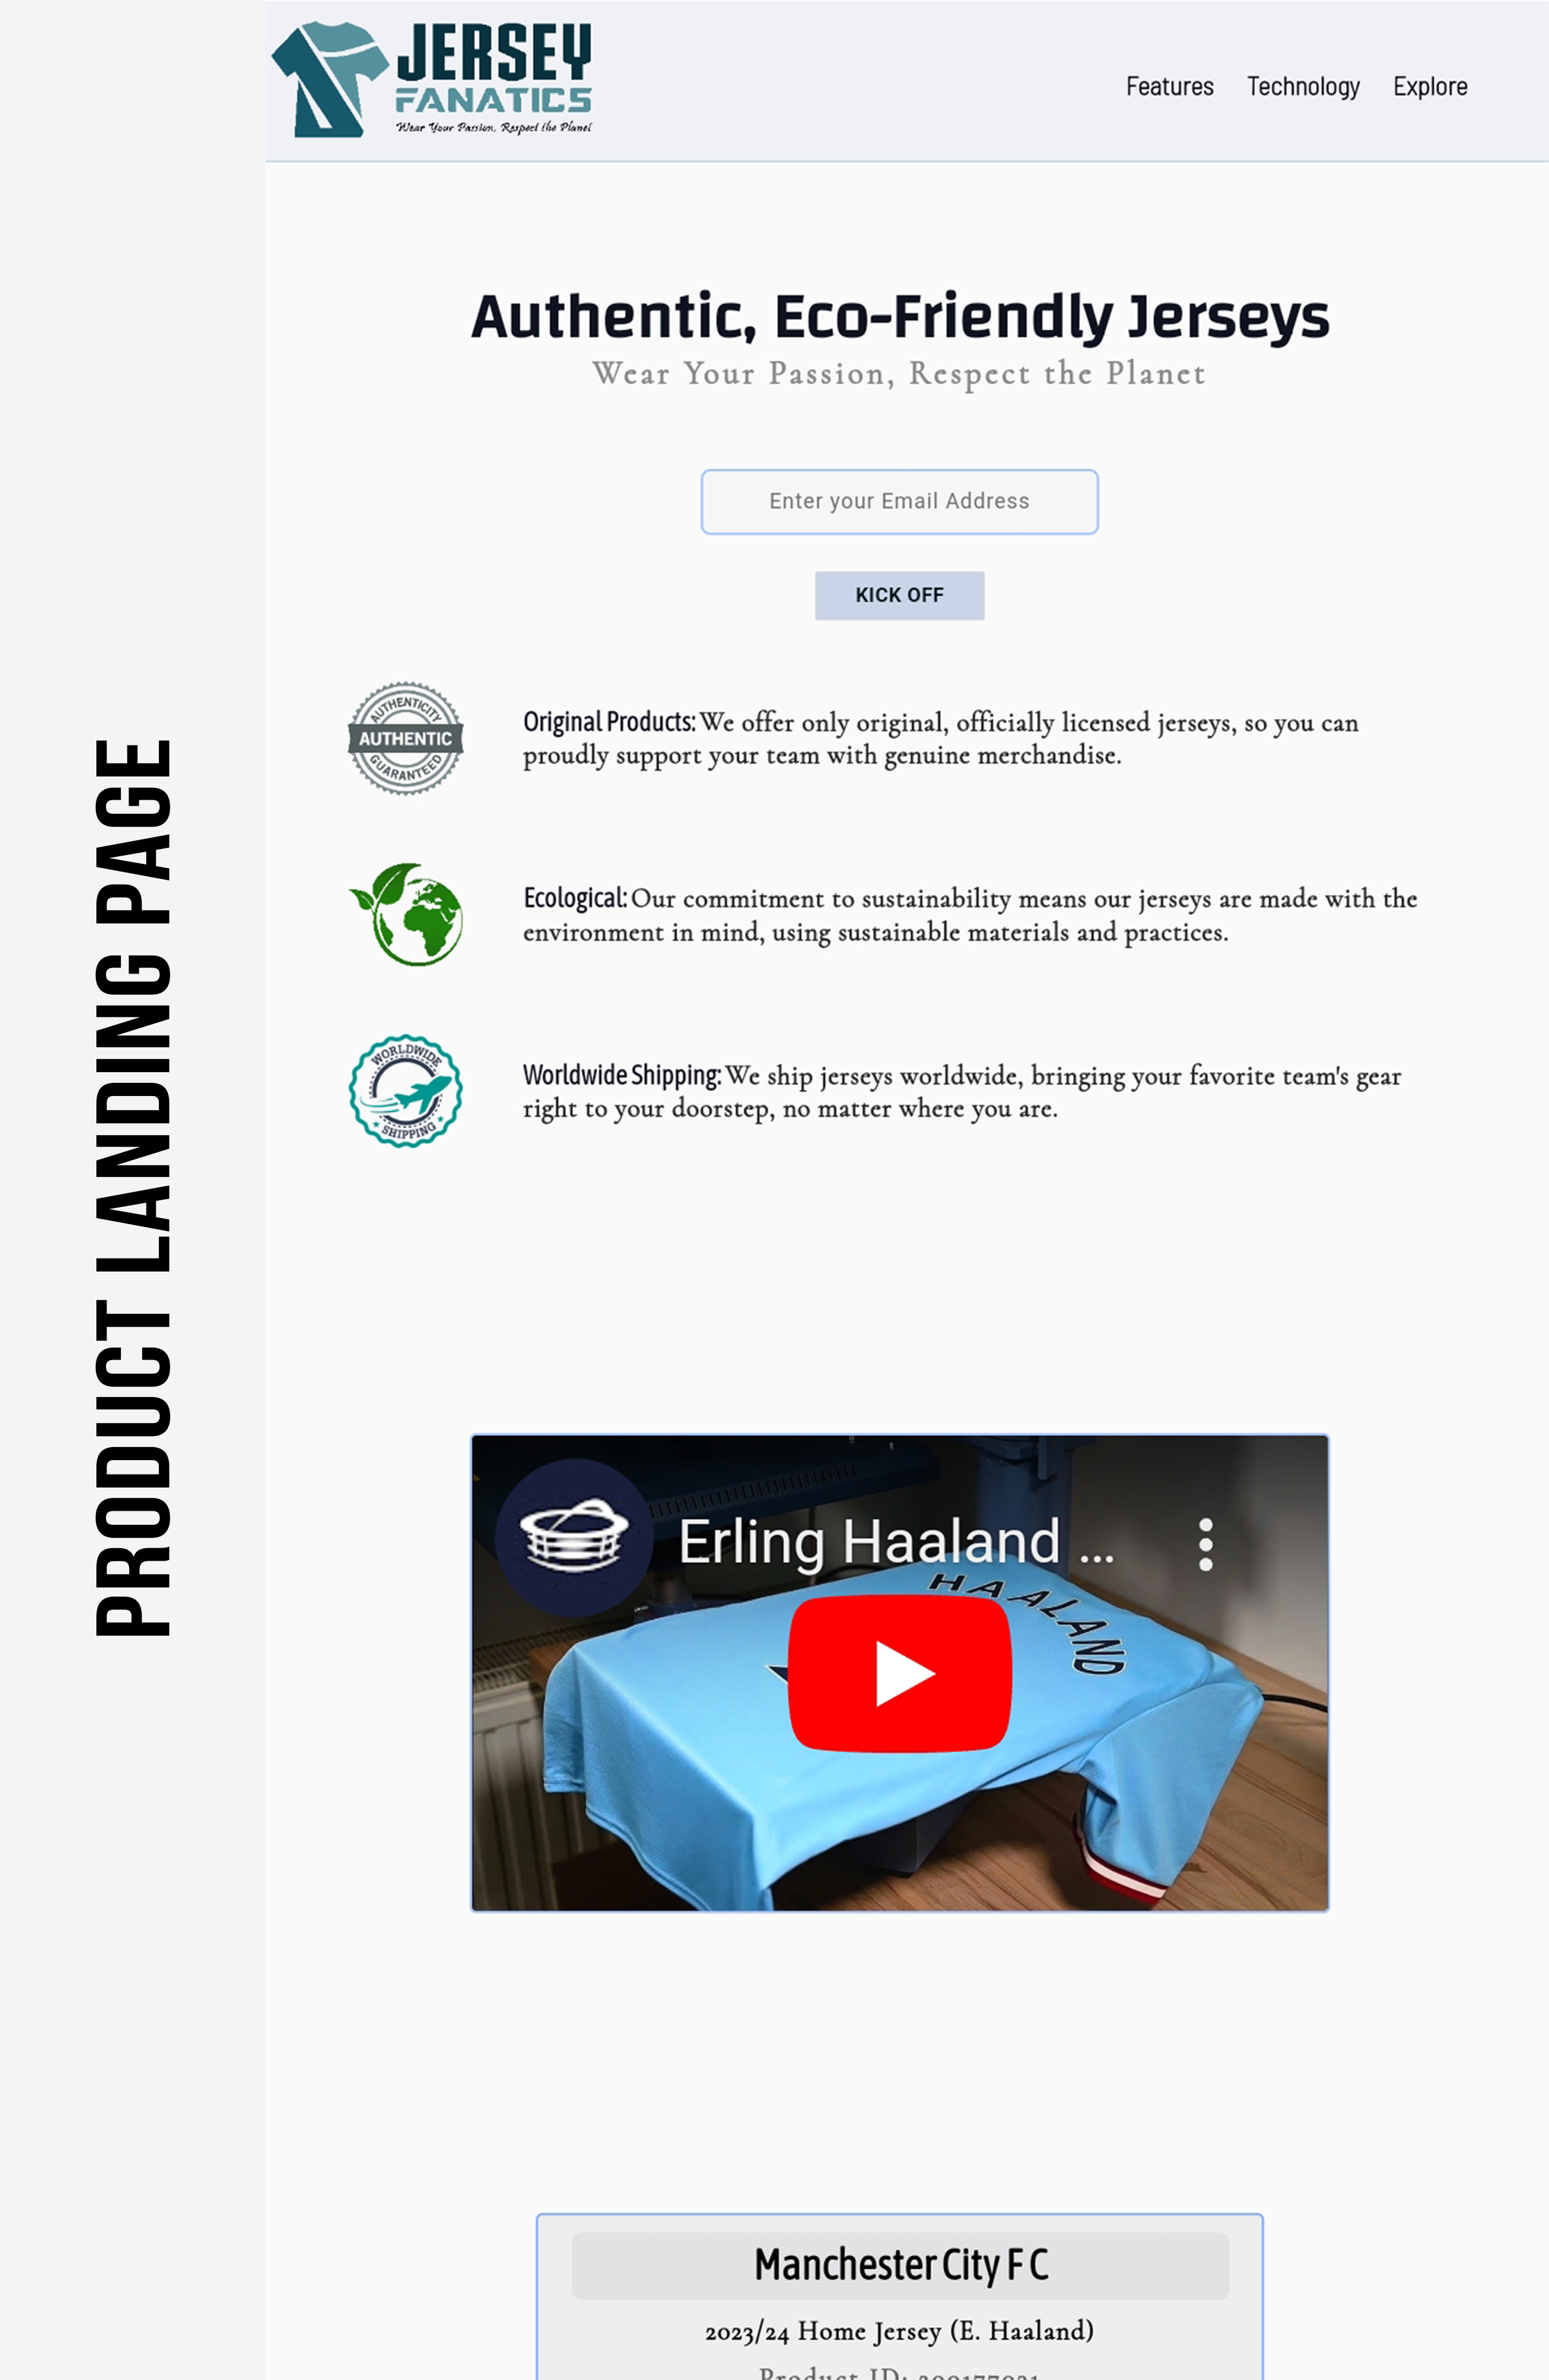 PRODUCT LANDING PAGE
JERSEY
FANATICS
Wear Your Passion, Respect the Planet
Features Technology Explore
Authentic, Eco-Friendly Jerseys
Wear Your Passion, Respect the Planet
Enter your Email Address
KICK OFF
AUTHENTICITY
AUTHENTIC
GUARANTEED
Original Products: We offer only original, officially licensed jerseys, so you can
proudly support your team with genuine merchandise.
Ecological: Our commitment to sustainability means our jerseys are made with the
environment in mind, using sustainable materials and practices.
WORLDWIDE
SHIPPING
Worldwide Shipping: We ship jerseys worldwide, bringing your favorite team's gear
right to your doorstep, no matter where you are.
Erling Haaland ...
HAALAND
Manchester City F C
2023/24 Home Jersey (E. Haaland)
Product ID: